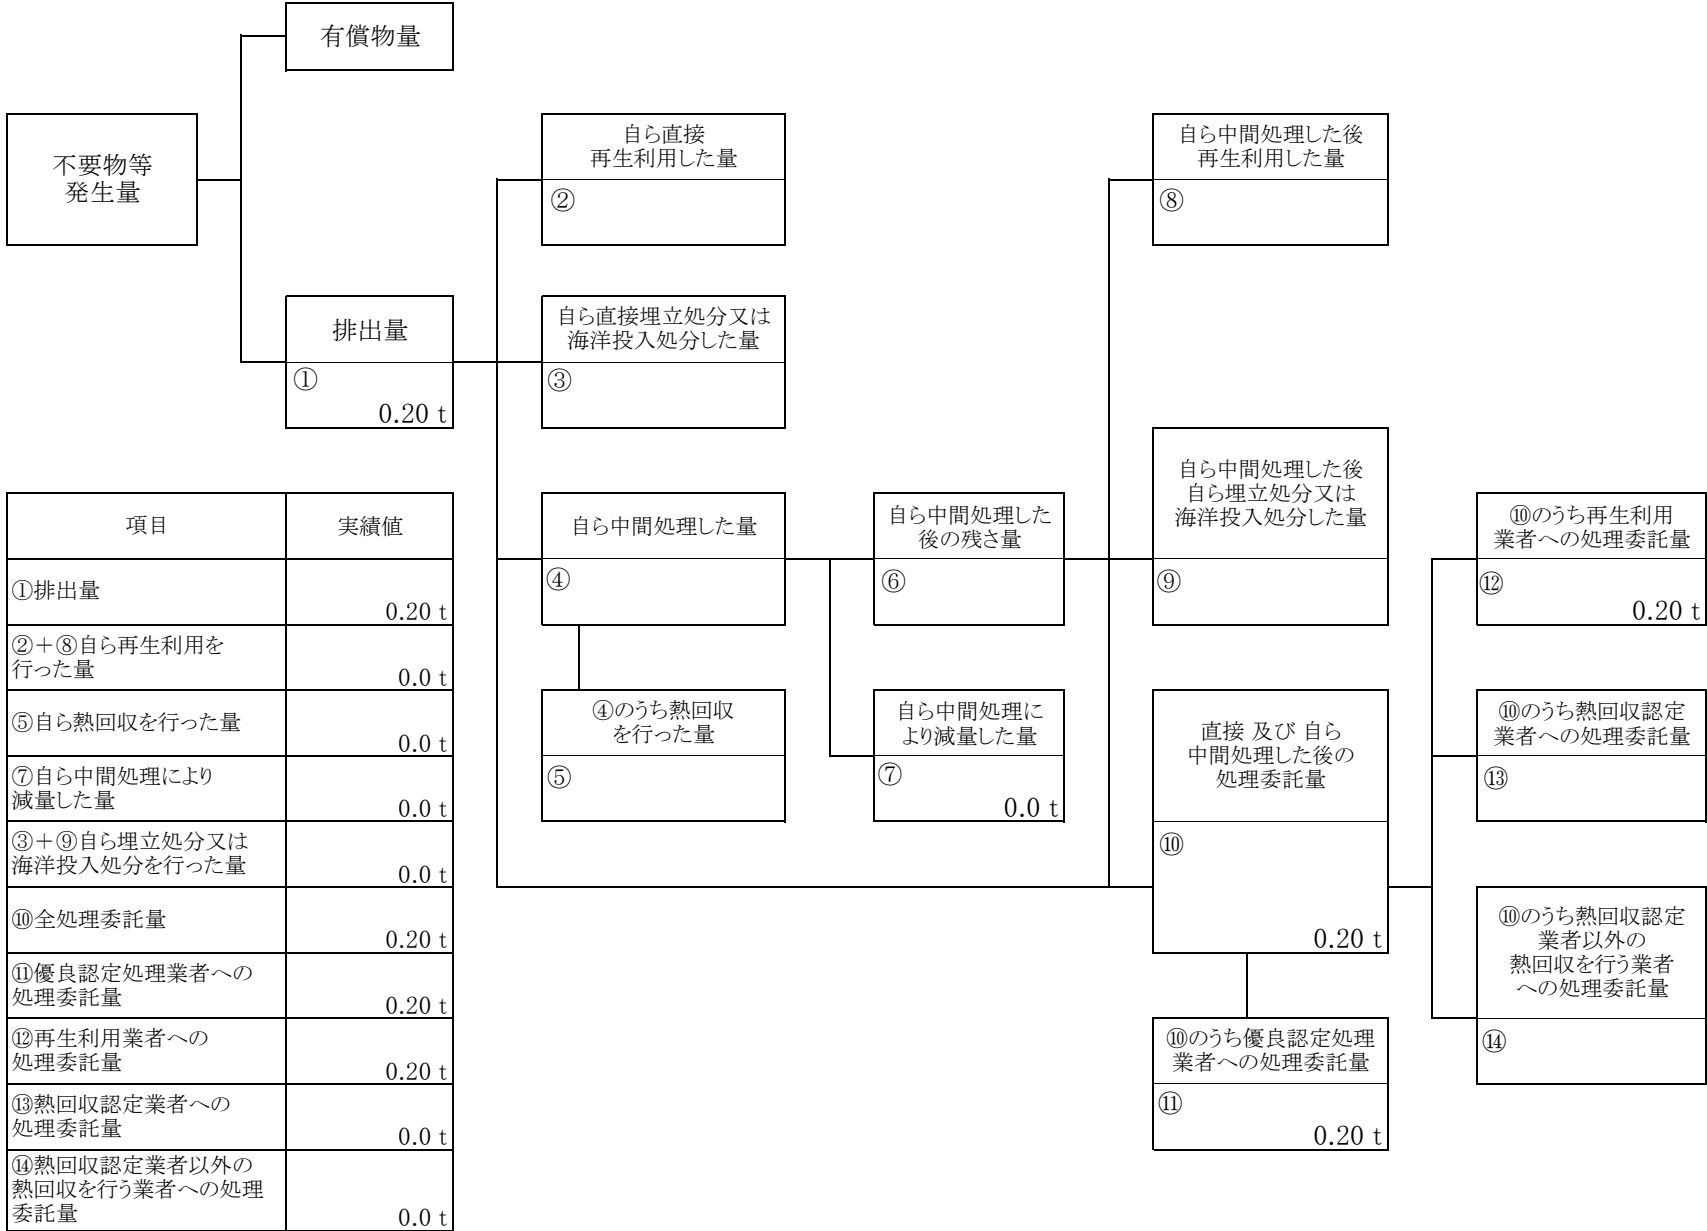 有償物量
不要物等
発生量
排出量
①
0.20 t
自ら直接
再生利用した量
②
自ら直接埋立処分又は
海洋投入処分した量
③
自ら中間処理した量
④
④のうち熱回収
を行った量
⑤
自ら中間処理した
後の残さ量
⑥
自ら中間処理に
より減量した量
⑦
0.0 t
自ら中間処理した後
再生利用した量
⑧
自ら中間処理した後
自ら埋立処分又は
海洋投入処分した量
⑨
直接 及び 自ら
中間処理した後の
処理委託量
⑩
0.20 t
⑩のうち優良認定処理
業者への処理委託量
⑪
0.20 t
⑩のうち再生利用
業者への処理委託量
⑫
0.20 t
⑩のうち熱回収認定
業者への処理委託量
⑬
⑩のうち熱回収認定
業者以外の
熱回収を行う業者
への処理委託量
⑭
項目 実績値
①排出量
0.20 t
②+⑧自ら再生利用を
行った量
0.0 t
⑤自ら熱回収を行った量
0.0 t
⑦自ら中間処理により
減量した量
0.0 t
③+⑨自ら埋立処分又は
海洋投入処分を行った量
0.0 t
⑩全処理委託量
0.20 t
⑪優良認定処理業者への
処理委託量
0.20 t
⑫再生利用業者への
処理委託量
0.20 t
⑬熱回収認定業者への
処理委託量
0.0 t
⑭熱回収認定業者以外の
熱回収を行う業者への処理
委託量
0.0 t